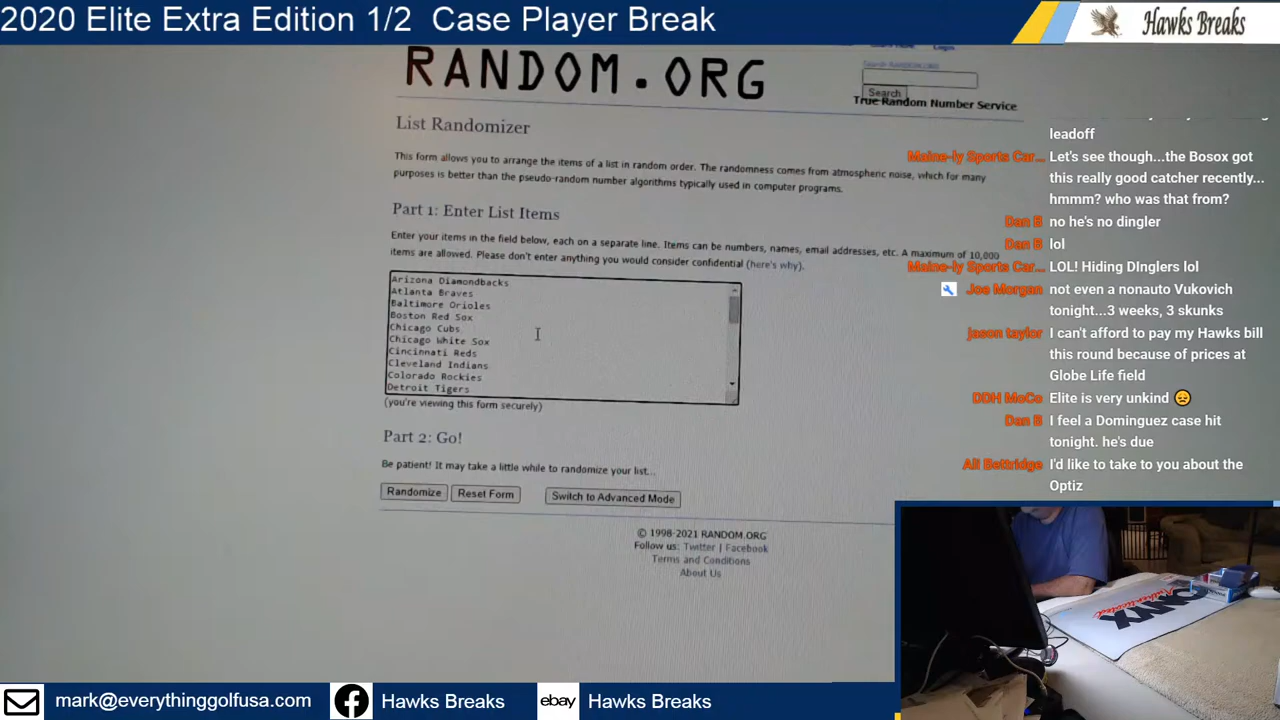 2020 Elite Extra Edition 1/2 Case Player Break
Hawks Breaks
RANDOM.ORG
Search
True Random Number Service
List Randomizer
This form allows you to arrange the items of a list in random order. The randomness comes from atmospheric noise, which for many
purposes is better than the pseudo-random number algorithms typically used in computer programs.
Part 1: Enter List Items
Enter your items in the field below, each on a separate line. Items can be numbers, names, email addresses, etc. A maximum of 10,000
items are allowed. Please don't enter anything you would consider confidential (here's why).
Arizona Diamondbacks
Atlanta Braves
Baltimore Orioles
Boston Red Sox
Chicago Cubs
Chicago White Sox
Cincinnati Reds
Cleveland Indians
Colorado Rockies
Detroit Tigers
(you're viewing this form securely)
Part 2: Go!
Be patient! It may take a little while to randomize your list...
Randomize Reset Form Switch to Advanced Mode
© 1998-2021 RANDOM.ORG
Follow us: Twitter | Facebook
Terms and Conditions
About Us
leadoff
Maine-ly Sports Car... Let's see though...the Bosox got
this really good catcher recently...
hmmm? who was that from?
Dan B no he's no dingler
Dan B lol
Maine-ly Sports Car... LOL! Hiding DInglers lol
Joe Morgan not even a nonauto Vukovich
tonight...3 weeks, 3 skunks
jason taylor I can't afford to pay my Hawks bill
this round because of prices at
Globe Life field
DDH MoCo Elite is very unkind 😞
Dan B I feel a Dominguez case hit
tonight. he's due
Ali Bettridge I'd like to take to you about the
Optiz
ONYX
Authenticated
mark@everythinggolfusa.com Hawks Breaks ebay Hawks Breaks